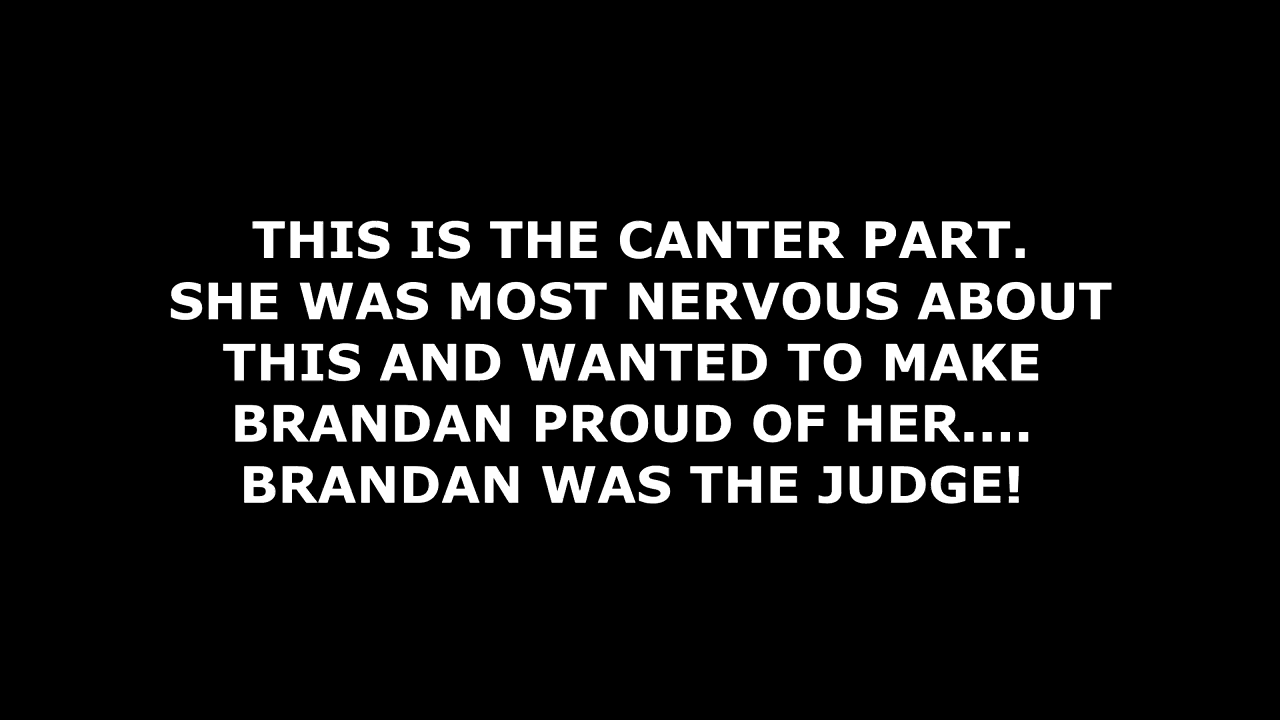 THIS IS THE CANTER PART.
SHE WAS MOST NERVOUS ABOUT
THIS AND WANTED TO MAKE
BRANDAN PROUD OF HER....
BRANDAN WAS THE JUDGE!